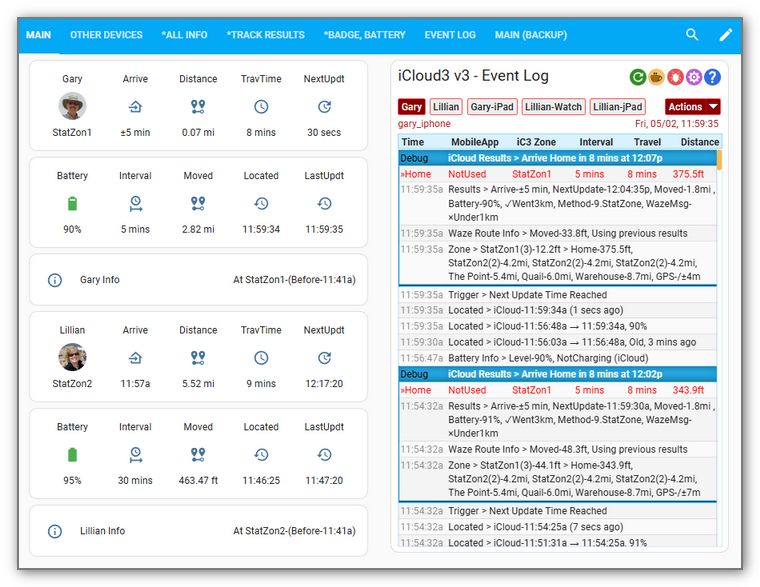 MAIN OTHER DEVICES *ALL INFO *TRACK RESULTS *BADGE, BATTERY EVENT LOG MAIN (BACKUP)
Gary Arrive Distance TravTime NextUpdt
StatZon1 ±5 min 0.07 mi 8 mins 30 secs
Battery Interval Moved Located LastUpdt
90% 5 mins 2.82 mi 11:59:34 11:59:35
Gary Info At StatZon1-(Before-11:41a)
Lillian Arrive Distance TravTime NextUpdt
StatZon2 11:57a 5.52 mi 9 mins 12:17:20
Battery Interval Moved Located LastUpdt
95% 30 mins 463.47 ft 11:46:25 11:47:20
Lillian Info At StatZon2-(Before-11:41a)
iCloud3 v3 - Event Log
Gary Lillian Gary-iPad Lillian-Watch Lillian-jPad Actions
gary_iphone Fri, 05/02, 11:59:35
Time MobileApp iC3 Zone Interval Travel Distance
Debug iCloud Results > Arrive Home in 8 mins at 12:07p
»Home NotUsed StatZon1 5 mins 8 mins 375.5ft
11:59:35a Results > Arrive-±5 min, NextUpdate-12:04:35p, Moved-1.8mi ,
Battery-90%, ✓Went3km, Method-9.StatZone, WazeMsg-
×Under1km
11:59:35a Waze Route Info > Moved-33.8ft, Using previous results
11:59:35a Zone > StatZon1(3)-12.2ft > Home-375.5ft,
StatZon2(2)-4.2mi, StatZon2(2)-4.2mi, StatZon2(2)-4.2mi,
The Point-5.4mi, Quail-6.0mi, Warehouse-8.7mi, GPS-/±4m
11:59:35a Trigger > Next Update Time Reached
11:59:35a Located > iCloud-11:59:34a (1 secs ago)
11:59:35a Located > iCloud-11:56:48a → 11:59:34a, 90%
11:59:30a Located > iCloud-11:56:03a → 11:56:48a, Old, 3 mins ago
11:56:47a Battery Info > Level-90%, NotCharging (iCloud)
Debug iCloud Results > Arrive Home in 8 mins at 12:02p
»Home NotUsed StatZon1 5 mins 8 mins 343.9ft
11:54:32a Results > Arrive-±5 min, NextUpdate-11:59:30a, Moved-1.8mi ,
Battery-91%, ✓Went3km, Method-9.StatZone, WazeMsg-
×Under1km
11:54:32a Waze Route Info > Moved-48.3ft, Using previous results
11:54:32a Zone > StatZon1(3)-44.1ft > Home-343.9ft,
StatZon2(2)-4.2mi, StatZon2(2)-4.2mi, StatZon2(2)-4.2mi,
The Point-5.4mi, Quail-6.0mi, Warehouse-8.7mi, GPS-/±7m
11:54:32a Trigger > Next Update Time Reached
11:54:32a Located > iCloud-11:54:25a (7 secs ago)
11:54:32a Located > iCloud-11:51:31a → 11:54:25a, 91%